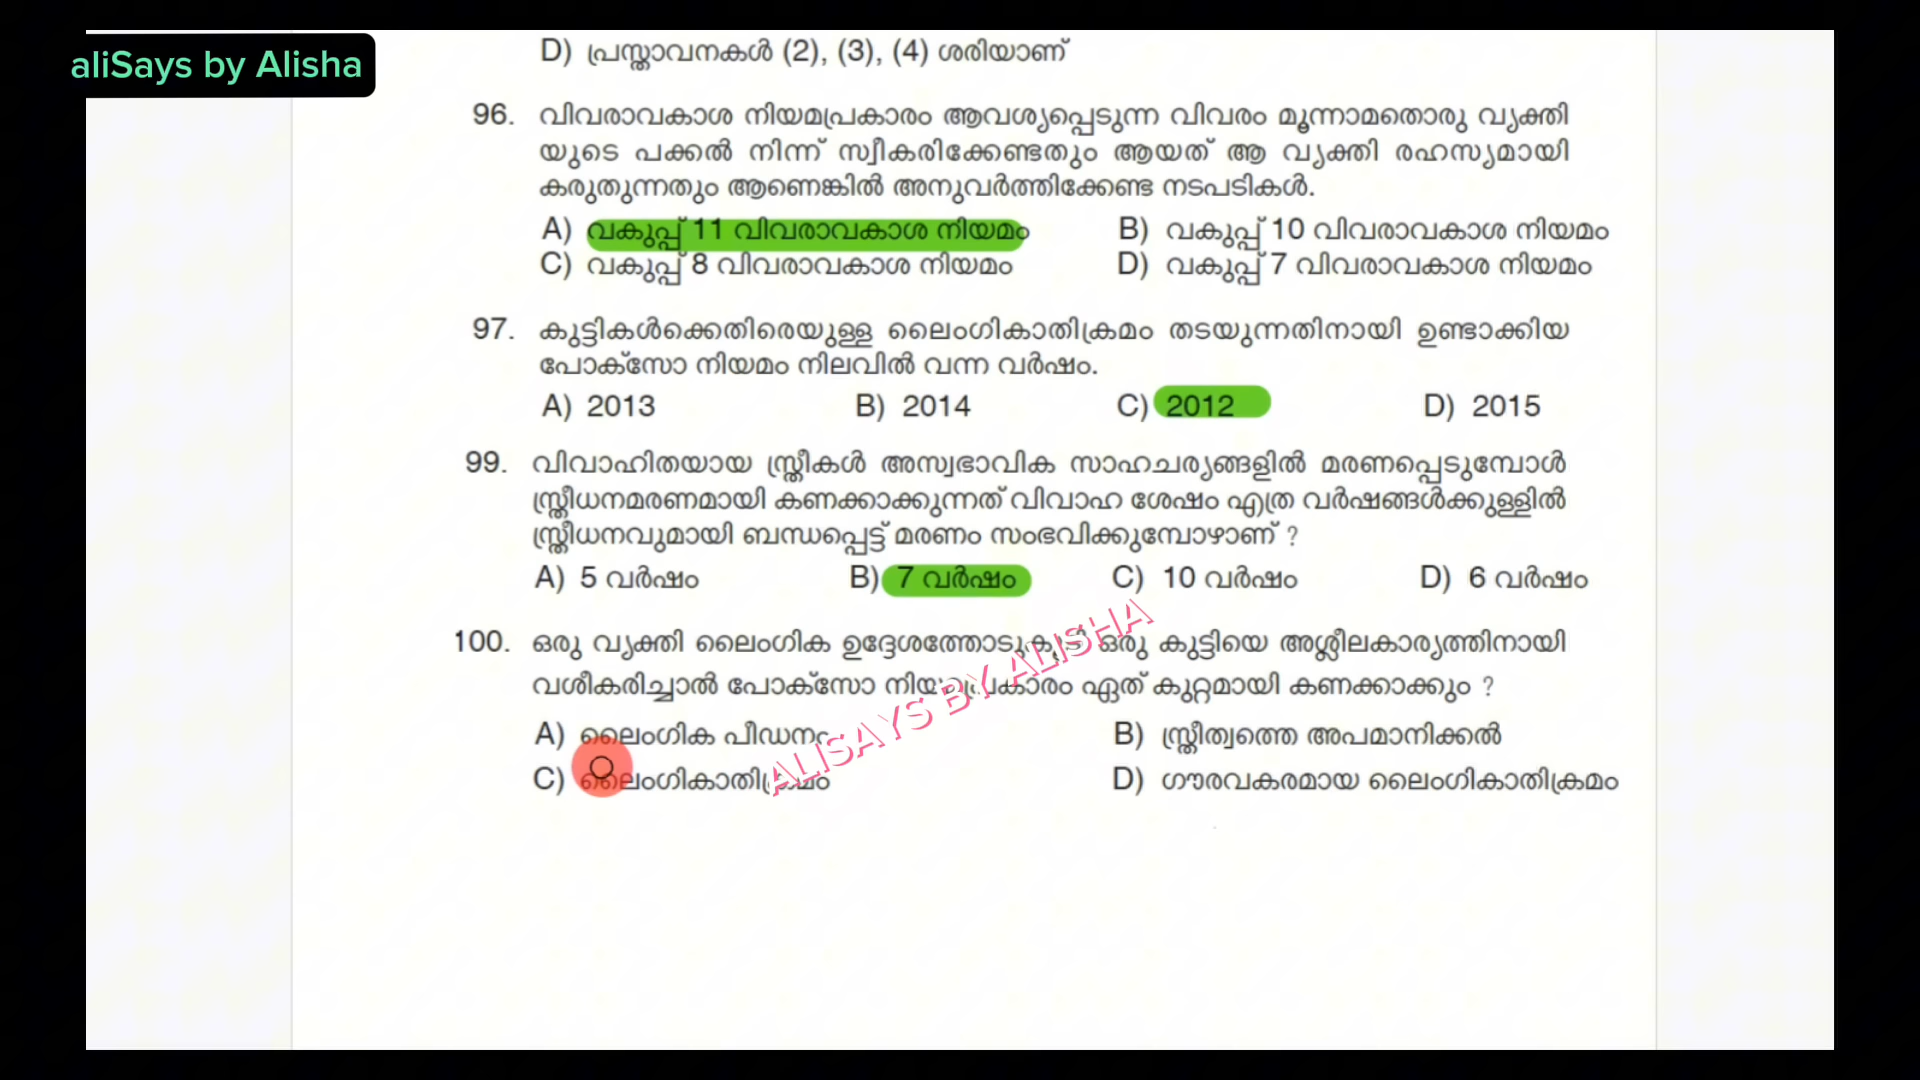 aliSays by Alisha
D) പ്രസ്താവനകൾ (2), (3), (4) ശരിയാണ്
96. വിവരാവകാശ നിയമപ്രകാരം ആവശ്യപ്പെടുന്ന വിവരം മൂന്നാമതൊരു വ്യക്തി
യുടെ പക്കൽ നിന്ന് സ്വീകരിക്കേണ്ടതും ആയത് ആ വ്യക്തി രഹസ്യമായി
കരുതുന്നതും ആണെങ്കിൽ അനുവർത്തിക്കേണ്ട നടപടികൾ.
A) വകുപ്പ് 11 വിവരാവകാശ നിയമം B) വകുപ്പ് 10 വിവരാവകാശ നിയമം
C) വകുപ്പ് 8 വിവരാവകാശ നിയമം D) വകുപ്പ് 7 വിവരാവകാശ നിയമം
97. കുട്ടികൾക്കെതിരെയുള്ള ലൈംഗികാതിക്രമം തടയുന്നതിനായി ഉണ്ടാക്കിയ
പോക്സോ നിയമം നിലവിൽ വന്ന വർഷം.
A) 2013 B) 2014 C) 2012 D) 2015
99. വിവാഹിതയായ സ്ത്രീകൾ അസ്വഭാവിക സാഹചര്യങ്ങളിൽ മരണപ്പെടുമ്പോൾ
സ്ത്രീധനമരണമായി കണക്കാക്കുന്നത് വിവാഹ ശേഷം എത്ര വർഷങ്ങൾക്കുള്ളിൽ
സ്ത്രീധനവുമായി ബന്ധപ്പെട്ട് മരണം സംഭവിക്കുമ്പോഴാണ് ?
A) 5 വർഷം B) 7 വർഷം C) 10 വർഷം D) 6 വർഷം
100. ഒരു വ്യക്തി ലൈംഗിക ഉദ്ദേശത്തോടുകൂടി ഒരു കുട്ടിയെ അശ്ലീലകാര്യത്തിനായി
വശീകരിച്ചാൽ പോക്സോ നിയമപ്രകാരം ഏത് കുറ്റമായി കണക്കാക്കും ?
A) ലൈംഗിക പീഡനം B) സ്ത്രീത്വത്തെ അപമാനിക്കൽ
C) ലൈംഗികാതിക്രമം D) ഗൗരവകരമായ ലൈംഗികാതിക്രമം
ALISAYS BY ALISHA